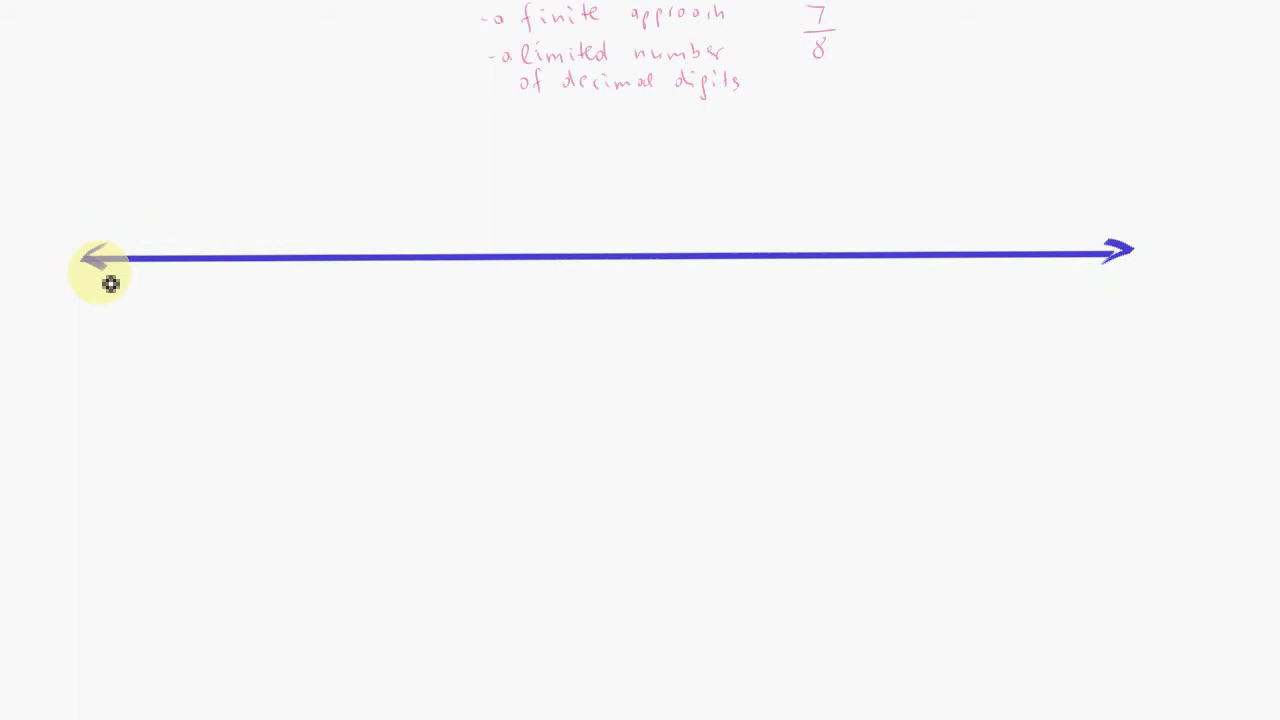 -a finite approach
-a limited number
of decimal digits
7
8